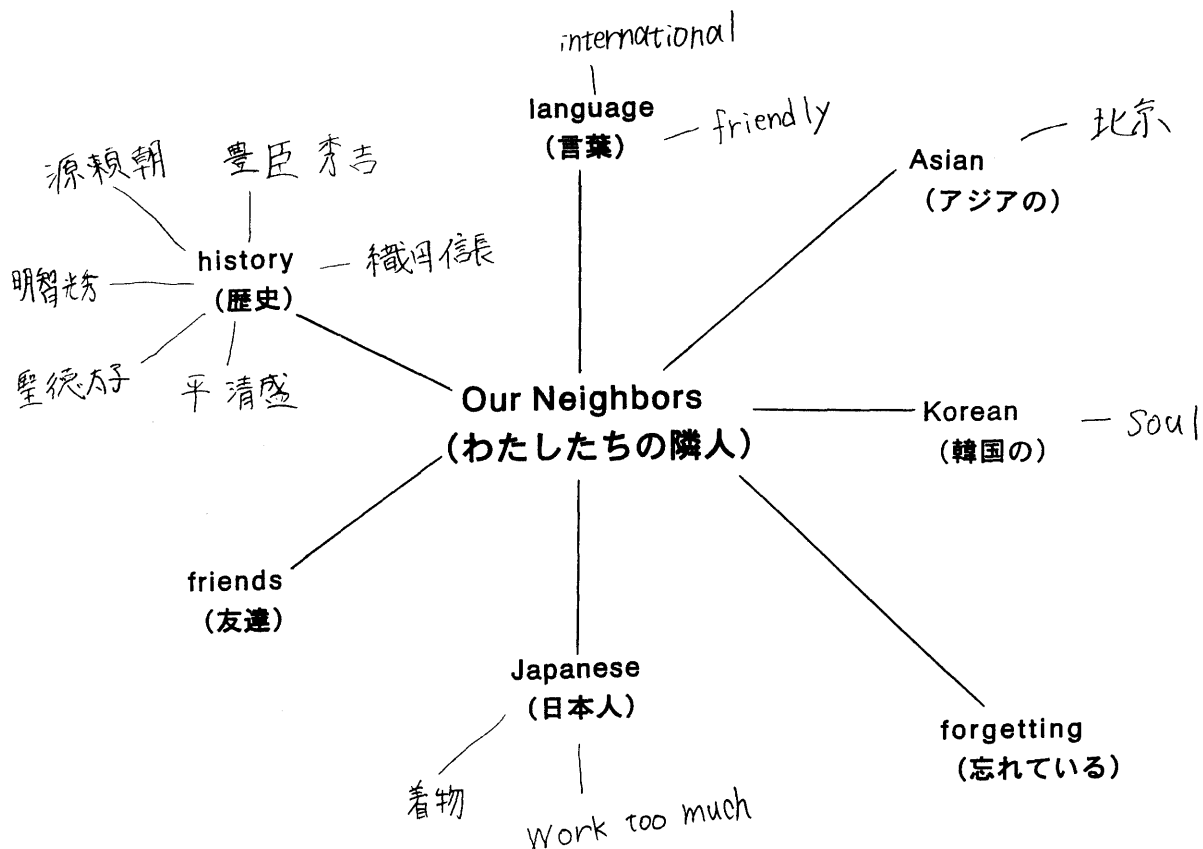 international
language
(言葉)
friendly
Asian
(アジアの)
北京
源頼朝
豊臣 秀吉
history
(歴史)
織田信長
明智光秀
聖徳太子
平 清盛
Our Neighbors
(わたしたちの隣人)
Korean
(韓国の)
Soul
friends
(友達)
Japanese
(日本人)
着物
Work too much
forgetting
(忘れている)